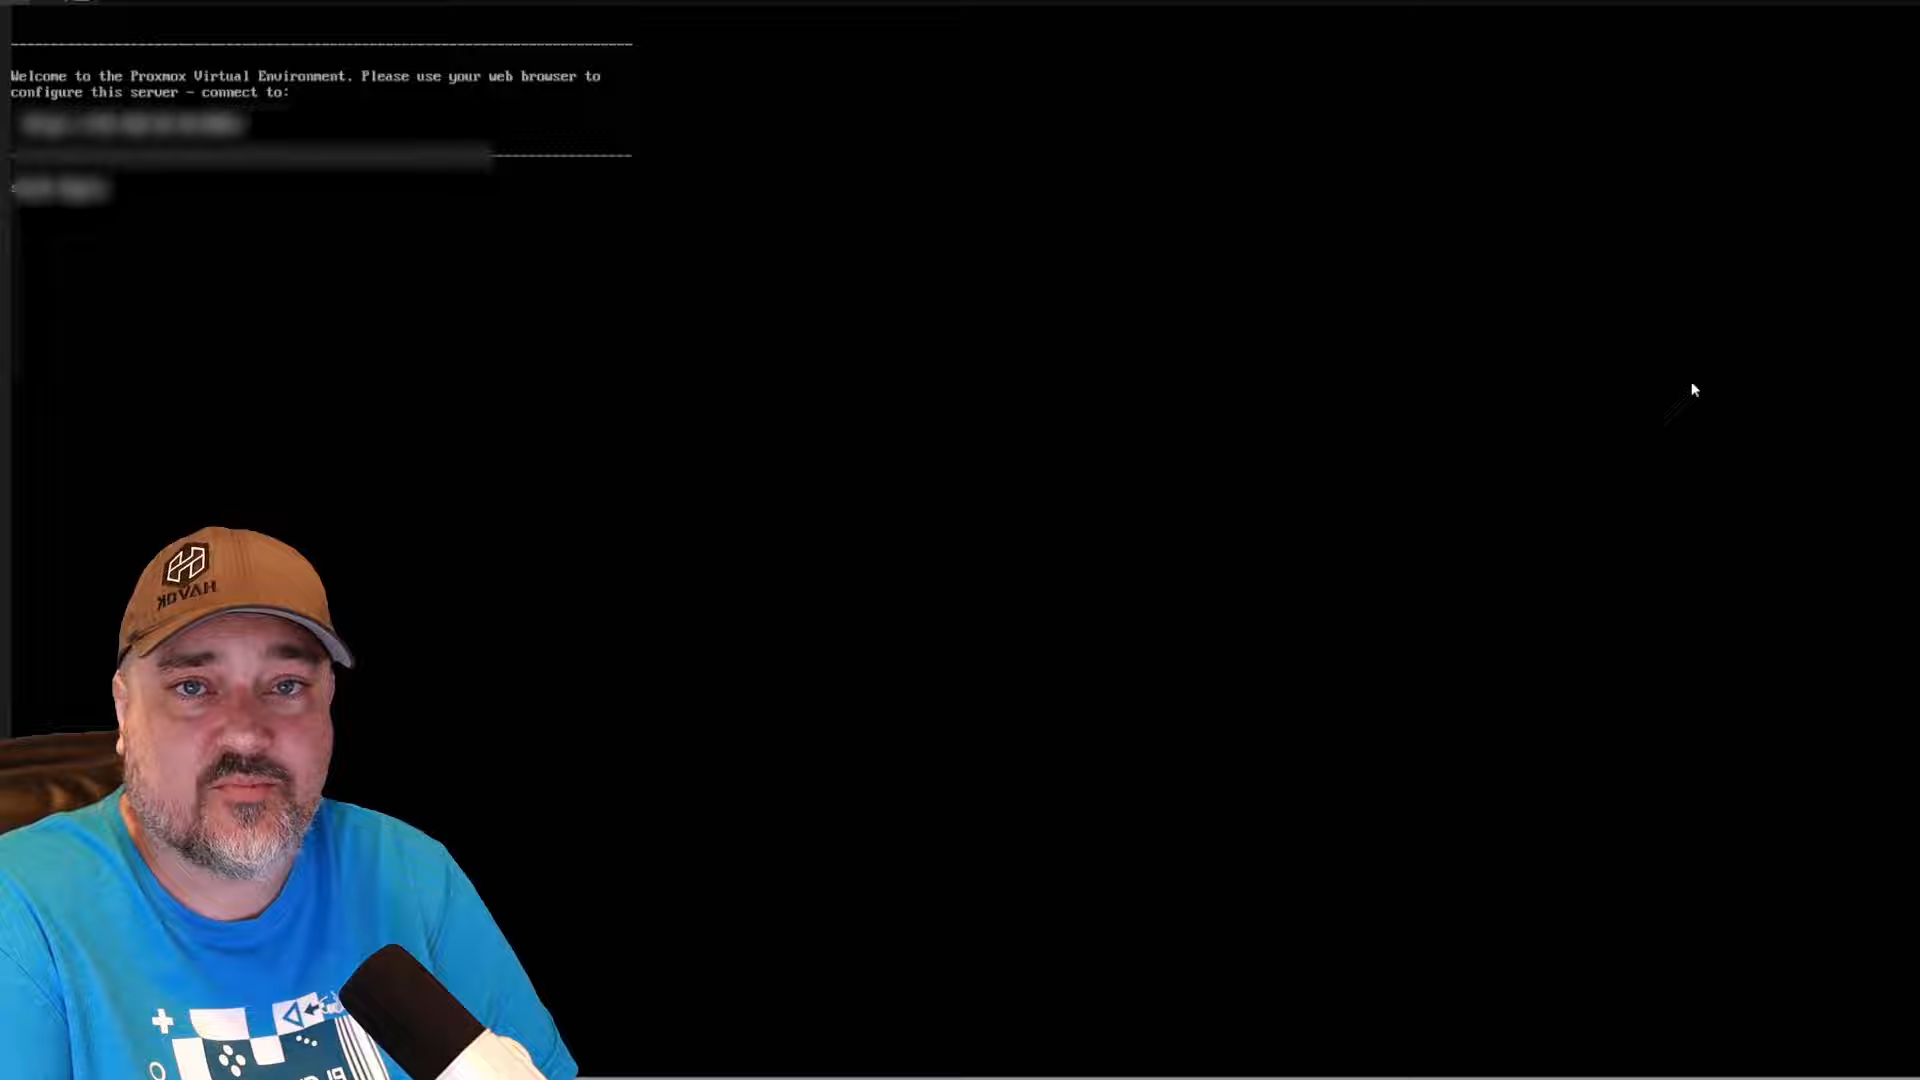 Welcome to the Proxmox Virtual Environment. Please use your web browser to
configure this server - connect to:
HAVOK